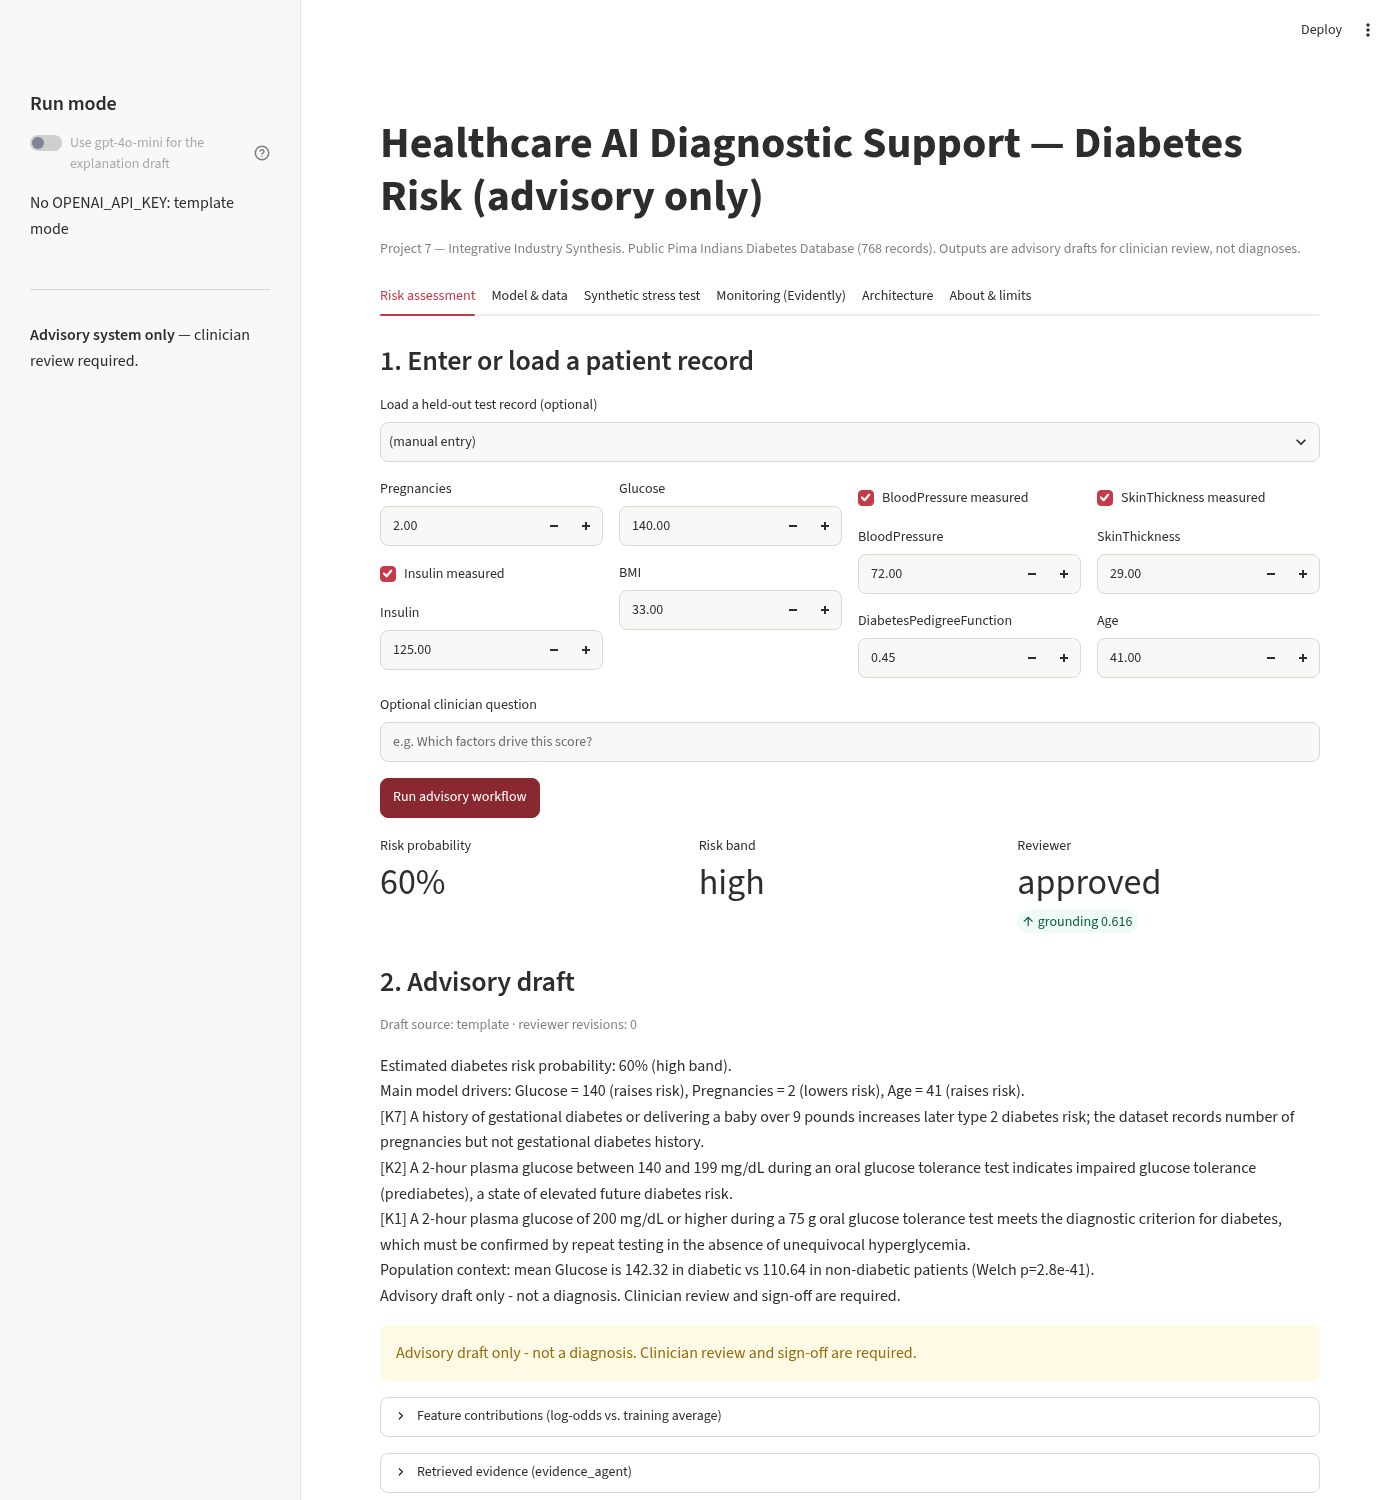 Deploy
Run mode
Use gpt-4o-mini for the
explanation draft
No OPENAI_API_KEY: template
mode
Advisory system only — clinician
review required.
Healthcare AI Diagnostic Support — Diabetes
Risk (advisory only)
Project 7 — Integrative Industry Synthesis. Public Pima Indians Diabetes Database (768 records). Outputs are advisory drafts for clinician review, not diagnoses.
Risk assessment Model & data Synthetic stress test Monitoring (Evidently) Architecture About & limits
1. Enter or load a patient record
Load a held-out test record (optional)
(manual entry)
Pregnancies
2.00
Glucose
140.00
BloodPressure measured
BloodPressure
72.00
SkinThickness measured
SkinThickness
29.00
Insulin measured
Insulin
125.00
BMI
33.00
DiabetesPedigreeFunction
0.45
Age
41.00
Optional clinician question
e.g. Which factors drive this score?
Run advisory workflow
Risk probability
60%
Risk band
high
Reviewer
approved
↑ grounding 0.616
2. Advisory draft
Draft source: template · reviewer revisions: 0
Estimated diabetes risk probability: 60% (high band).
Main model drivers: Glucose = 140 (raises risk), Pregnancies = 2 (lowers risk), Age = 41 (raises risk).
[K7] A history of gestational diabetes or delivering a baby over 9 pounds increases later type 2 diabetes risk; the dataset records number of
pregnancies but not gestational diabetes history.
[K2] A 2-hour plasma glucose between 140 and 199 mg/dL during an oral glucose tolerance test indicates impaired glucose tolerance
(prediabetes), a state of elevated future diabetes risk.
[K1] A 2-hour plasma glucose of 200 mg/dL or higher during a 75 g oral glucose tolerance test meets the diagnostic criterion for diabetes,
which must be confirmed by repeat testing in the absence of unequivocal hyperglycemia.
Population context: mean Glucose is 142.32 in diabetic vs 110.64 in non-diabetic patients (Welch p=2.8e-41).
Advisory draft only - not a diagnosis. Clinician review and sign-off are required.
Advisory draft only - not a diagnosis. Clinician review and sign-off are required.
Feature contributions (log-odds vs. training average)
Retrieved evidence (evidence_agent)